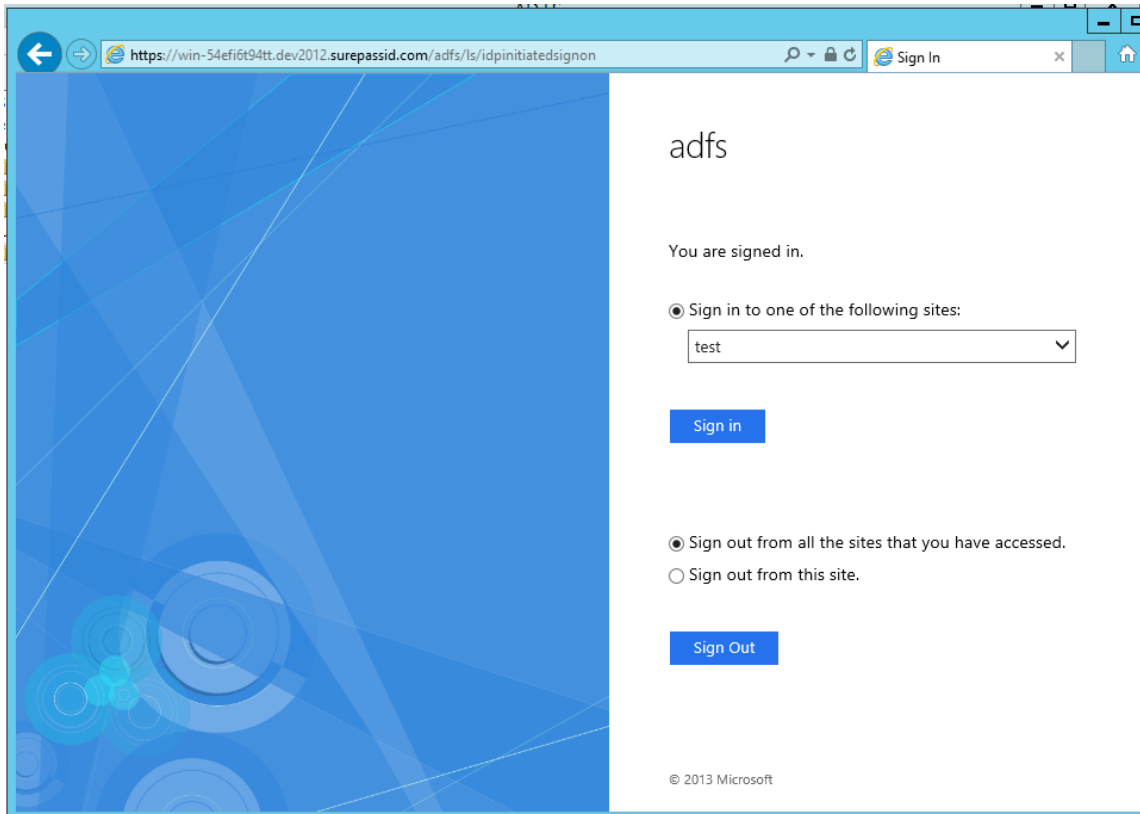 https://win-54efi6t94tt.dev2012.surepassid.com/adfs/ls/idpinitiatedsignon
Sign In
adfs
You are signed in.
Sign in to one of the following sites:
test
Sign in
Sign out from all the sites that you have accessed.
Sign out from this site.
Sign Out
© 2013 Microsoft